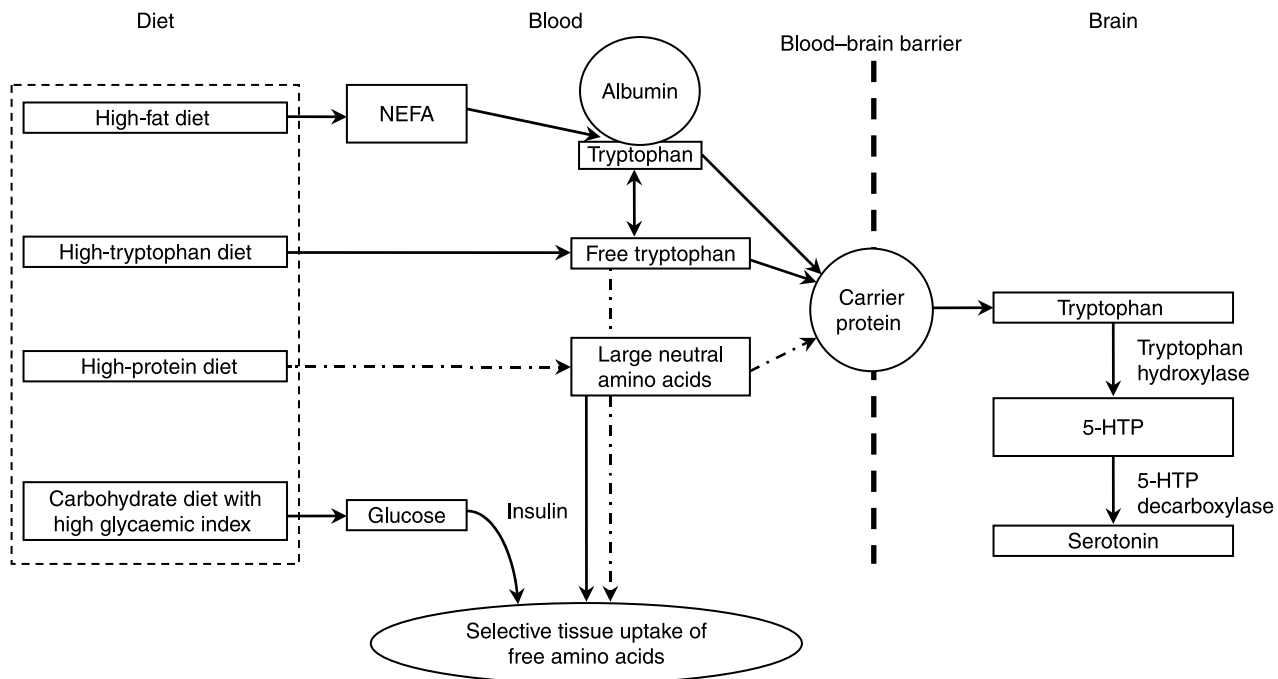 Diet
Blood
Brain
Blood–brain barrier
Albumin
High-fat diet
NEFA
Tryptophan
High-tryptophan diet
Free tryptophan
Carrier
protein
Tryptophan
Tryptophan
hydroxylase
High-protein diet
Large neutral
amino acids
5-HTP
5-HTP
decarboxylase
Carbohydrate diet with
high glycaemic index
Glucose
Insulin
Serotonin
Selective tissue uptake of
free amino acids